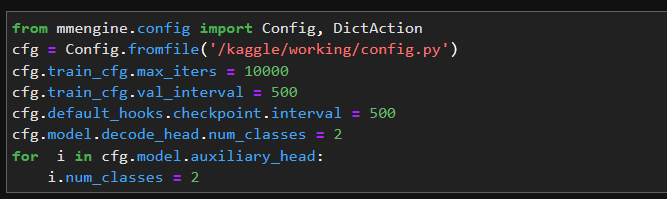 from mmengine.config import Config, DictAction
cfg = Config.fromfile('/kaggle/working/config.py')
cfg.train_cfg.max_iters = 10000
cfg.train_cfg.val_interval = 500
cfg.default_hooks.checkpoint.interval = 500
cfg.model.decode_head.num_classes = 2
for  i in cfg.model.auxiliary_head:
    i.num_classes = 2